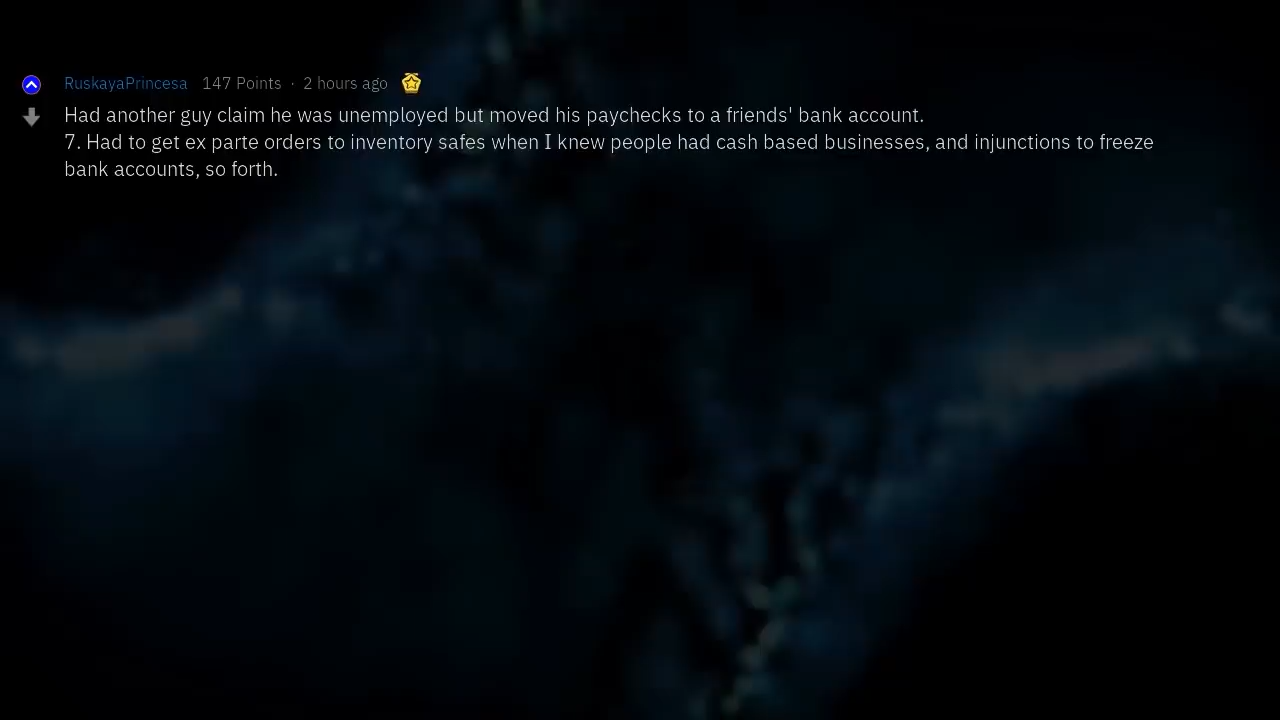 RuskayaPrincesa 147 Points · 2 hours ago
Had another guy claim he was unemployed but moved his paychecks to a friends' bank account.
7. Had to get ex parte orders to inventory safes when I knew people had cash based businesses, and injunctions to freeze
bank accounts, so forth.